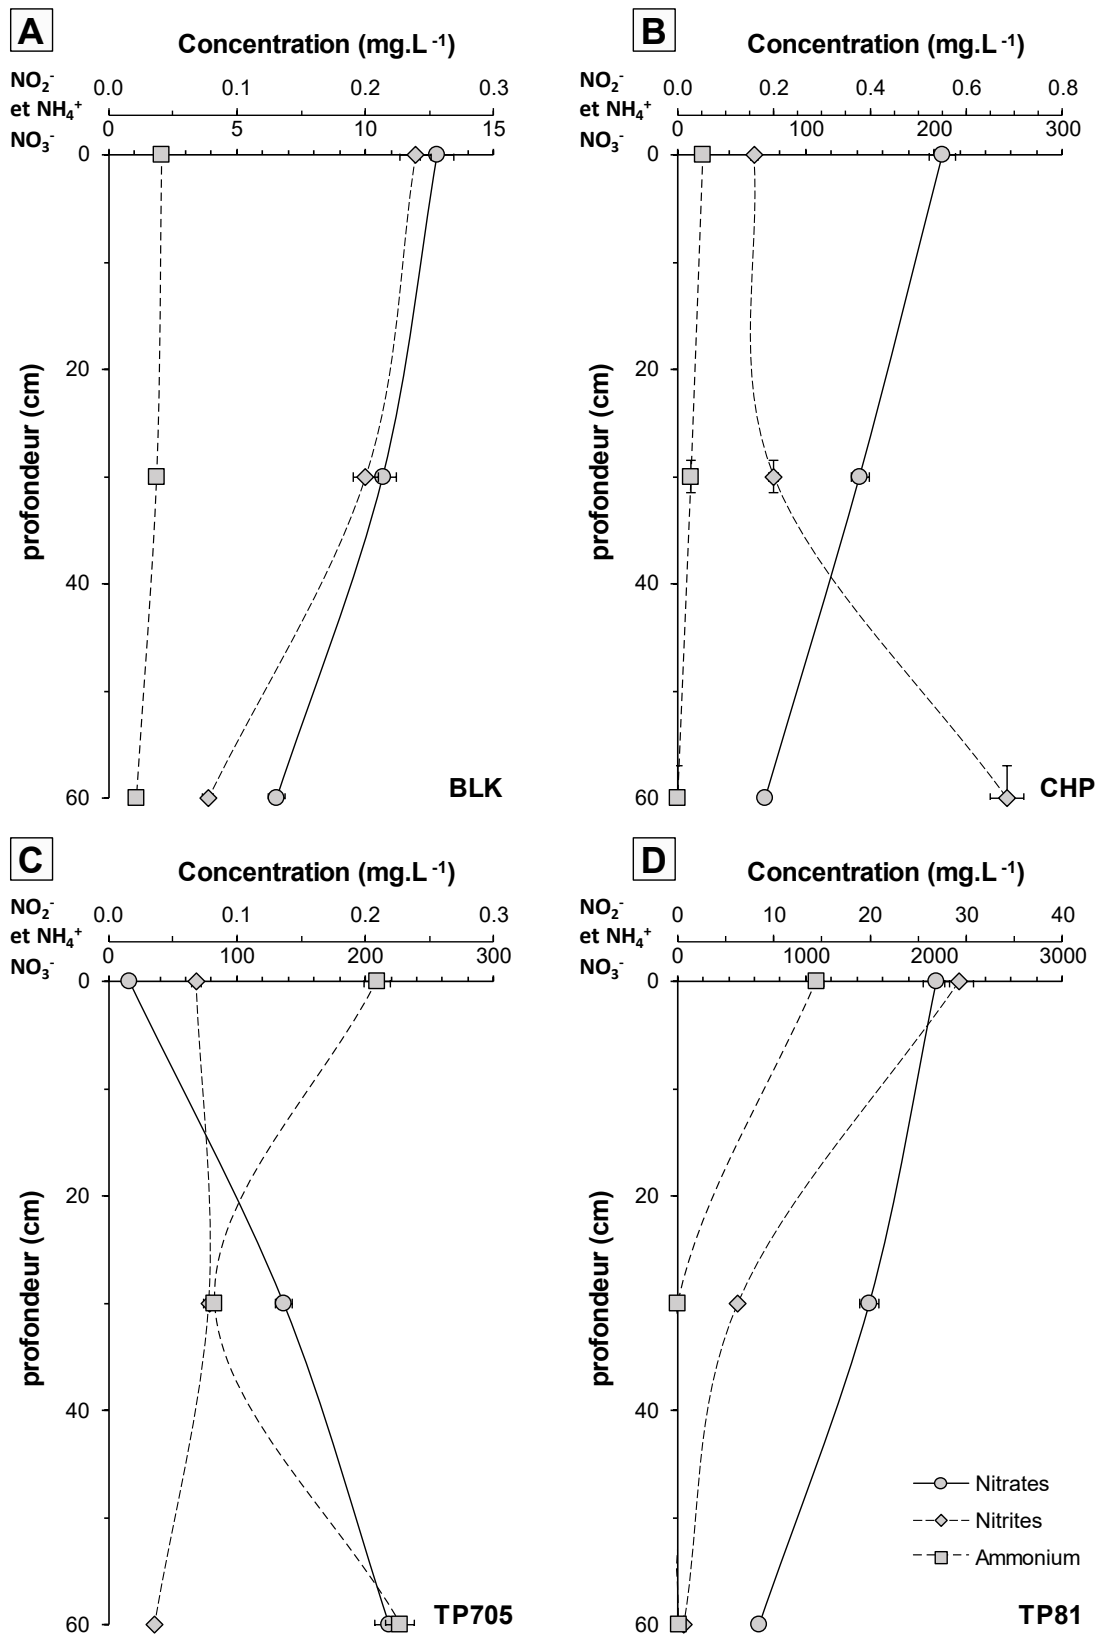 A
Concentration (mg.L⁻¹)
NO₂⁻
et NH₄⁺
NO₃⁻
0.0 0.1 0.2 0.3
0 5 10 15
0
20
40
60
profondeur (cm)
BLK
B
Concentration (mg.L⁻¹)
NO₂⁻
et NH₄⁺
NO₃⁻
0.0 0.2 0.4 0.6 0.8
0 100 200 300
0
20
40
60
profondeur (cm)
CHP
C
Concentration (mg.L⁻¹)
NO₂⁻
et NH₄⁺
NO₃⁻
0.0 0.1 0.2 0.3
0 100 200 300
0
20
40
60
profondeur (cm)
TP705
D
Concentration (mg.L⁻¹)
NO₂⁻
et NH₄⁺
NO₃⁻
0 10 20 30 40
0 1000 2000 3000
0
20
40
60
profondeur (cm)
Nitrates
Nitrites
Ammonium
TP81